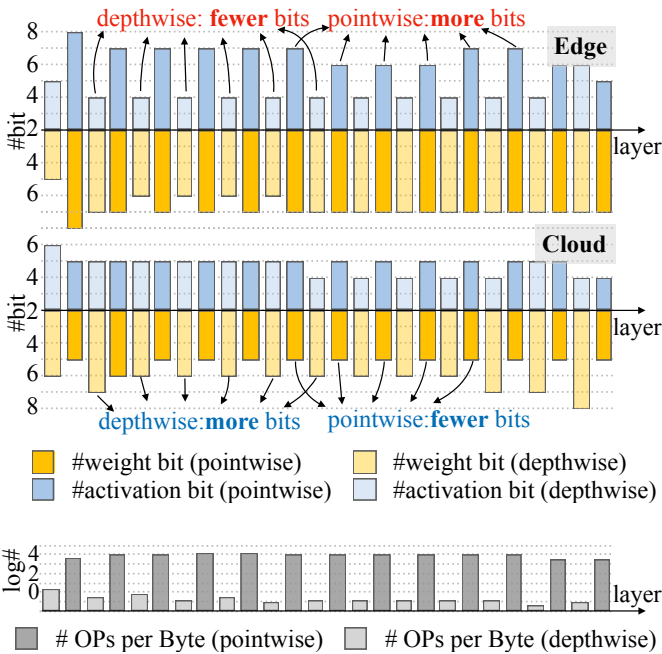 depthwise: fewer bits pointwise:more bits
8
Edge
6
4
#bit
2
layer
4
6
6
Cloud
4
#bit
2
layer
4
6
8
depthwise:more bits pointwise:fewer bits
#weight bit (pointwise) #weight bit (depthwise)
#activation bit (pointwise) #activation bit (depthwise)
log#
4
2
0
layer
# OPs per Byte (pointwise) # OPs per Byte (depthwise)